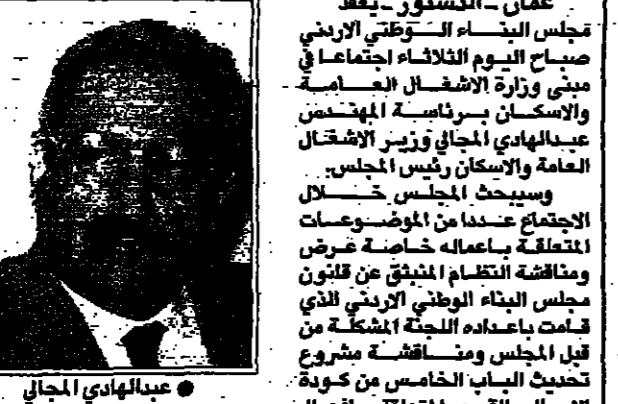 عمان - الدستور - يعقد
مجلس البناء الوطني الاردني
صباح اليوم الثلاثاء اجتماعا في
مبنى وزارة الاشغال العامة
والاسكان برئاسة المهندس
عبدالهادي المجالي وزير الاشغال
العامة والاسكان رئيس المجلس.
وسيبحث المجلس خلال
الاجتماع عددا من الموضوعات
المتعلقة باعماله خاصة عرض
ومناقشة النظام المنبثق عن قانون
مجلس البناء الوطني الاردني الذي
قامت باعداده اللجنة المشكلة من
قبل المجلس ومناقشة مشروع
تحديث الباب الخامس من كودة
عبدالهادي المجالي